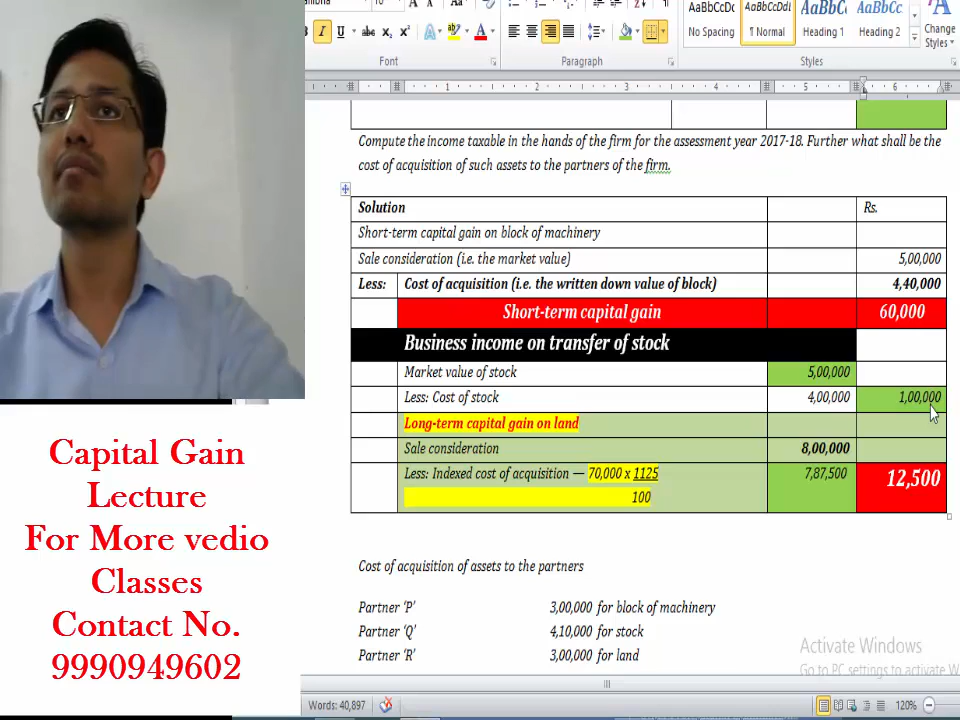 No Spacing
¶ Normal
Heading 1
Heading 2
Change
Styles
Font
Paragraph
Styles
Compute the income taxable in the hands of the firm for the assessment year 2017-18. Further what shall be the
cost of acquisition of such assets to the partners of the firm.
Solution Rs.
Short-term capital gain on block of machinery
Sale consideration (i.e. the market value) 5,00,000
Less: Cost of acquisition (i.e. the written down value of block) 4,40,000
Short-term capital gain 60,000
Business income on transfer of stock
Market value of stock 5,00,000
Less: Cost of stock 4,00,000 1,00,000
Long-term capital gain on land
Sale consideration 8,00,000
Less: Indexed cost of acquisition — 70,000 x 1125 7,87,500 12,500
100
Cost of acquisition of assets to the partners
Partner ‘P’ 3,00,000 for block of machinery
Partner ‘Q’ 4,10,000 for stock
Partner ‘R’ 3,00,000 for land
Activate Windows
Go to PC settings to activate W
Words: 40,897
120%
Capital Gain
Lecture
For More vedio
Classes
Contact No.
9990949602